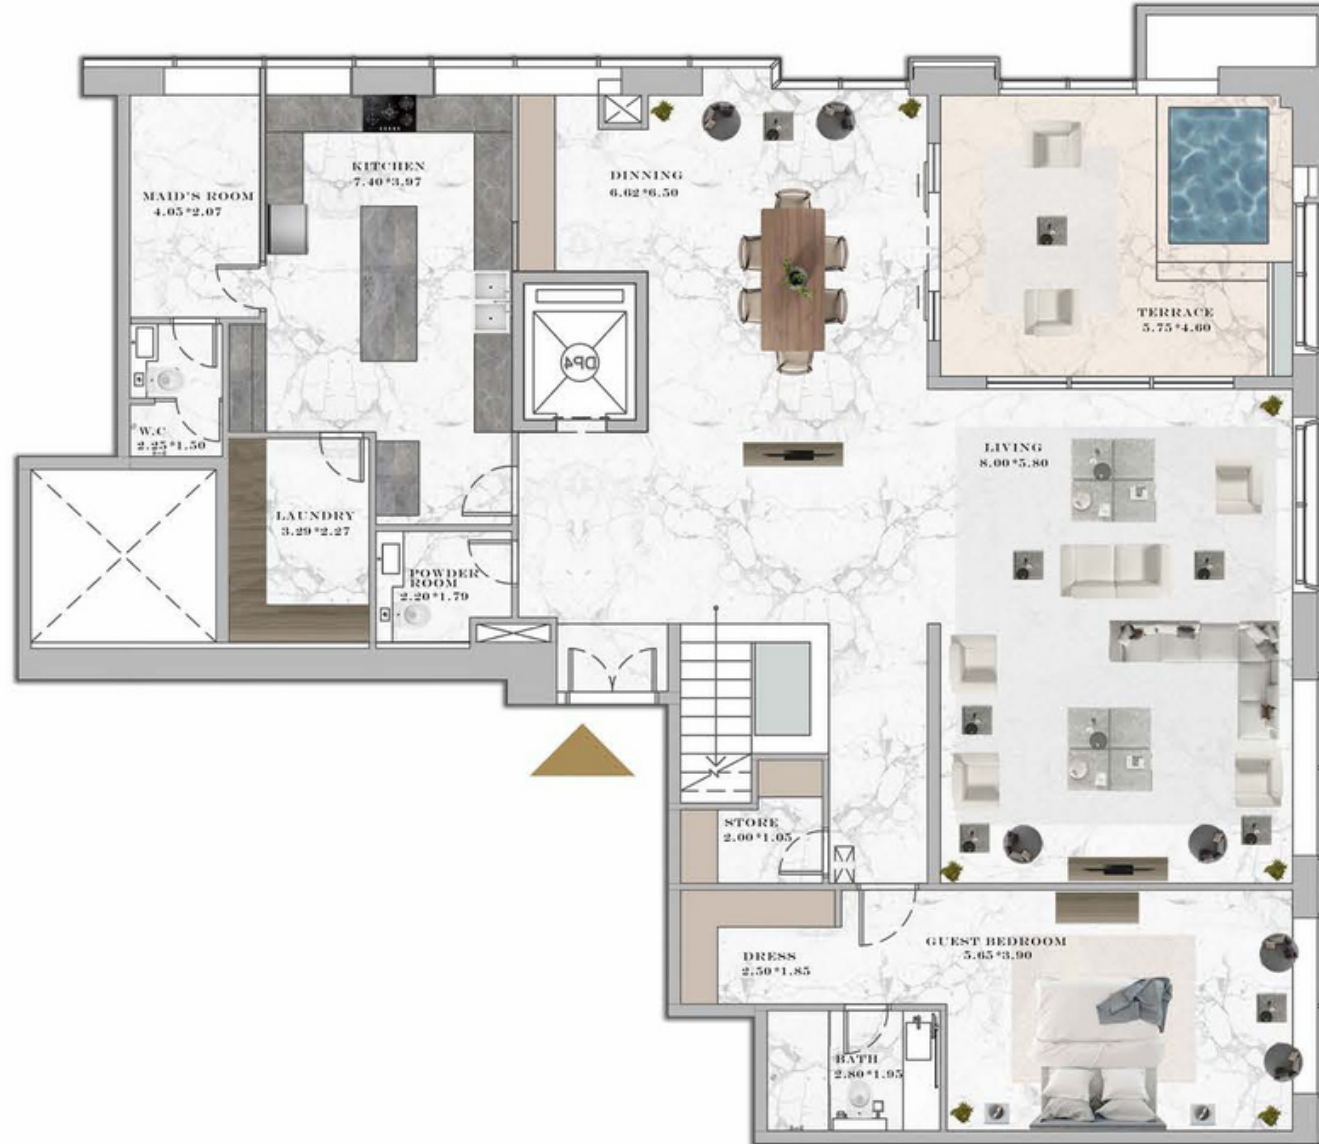 KITCHEN
7.40*3.97
MAID'S ROOM
4.05*2.07
DINNING
6.62*6.50
TERRACE
5.75*4.60
DP4
W.C
2.25*1.50
LIVING
8.00*5.80
LAUNDRY
3.29*2.27
POWDER
ROOM
2.20*1.79
STORE
2.00*1.05
DRESS
2.50*1.85
GUEST BEDROOM
5.65*3.90
BATH
2.80*1.95